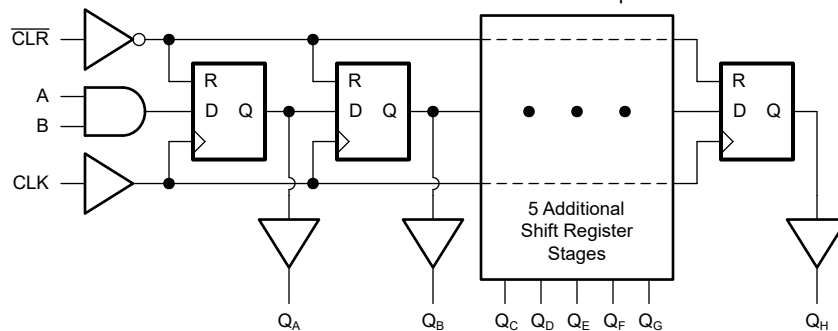 CLR
R
R
R
A
D
Q
D
Q
D
Q
B
CLK
5 Additional
Shift Register
Stages
QA
QB
QC
QD
QE
QF
QG
QH